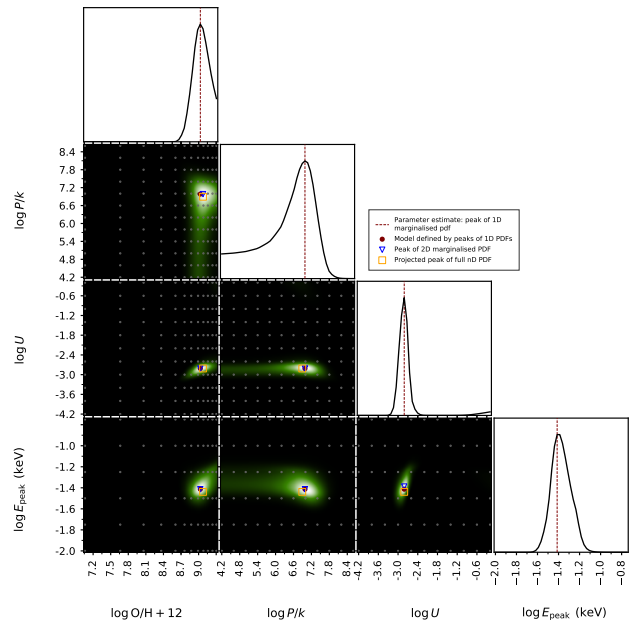 8.4
7.8
7.2
6.6
6.0
5.4
4.8
4.2
log P/k
Parameter estimate: peak of 1D
marginalised pdf
Model defined by peaks of 1D PDFs
Peak of 2D marginalised PDF
Projected peak of full nD PDF
-0.6
-1.2
-1.8
-2.4
-3.0
-3.6
-4.2
log U
-1.0
-1.2
-1.4
-1.6
-1.8
-2.0
log E_peak (keV)
7.2 7.5 7.8 8.1 8.4 8.7 9.0
4.2 4.8 5.4 6.0 6.6 7.2 7.8 8.4
-4.2 -3.6 -3.0 -2.4 -1.8 -1.2 -0.6
−2.0 −1.8 −1.6 −1.4 −1.2 −1.0 −0.8
log O/H + 12
log P/k
log U
log E_peak (keV)